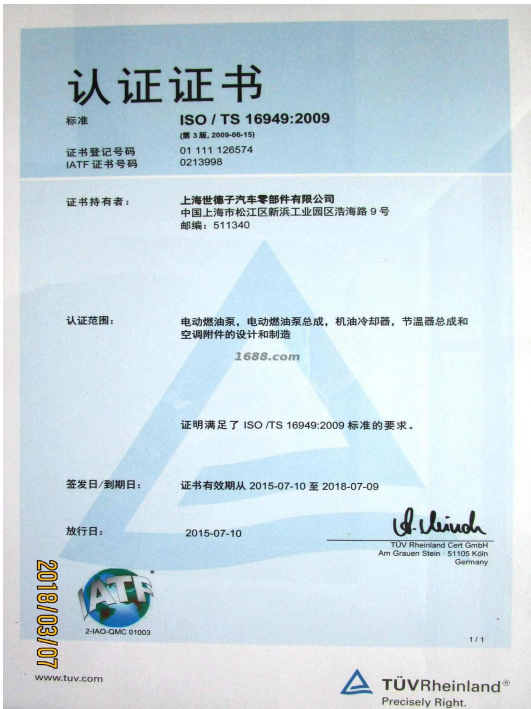 认证证书
标准 ISO / TS 16949:2009
(第 3 版, 2009-06-15)
证书登记号码 01 111 126574
IATF 证书号码 0213998
证书持有者: 上海世德子汽车零部件有限公司
中国上海市松江区新浜工业园区浩海路 9 号
邮编: 511340
认证范围: 电动燃油泵，电动燃油泵总成，机油冷却器，节温器总成和
空调附件的设计和制造
1688.com
证明满足了 ISO /TS 16949:2009 标准的要求。
签发日/到期日: 证书有效期从 2015-07-10 至 2018-07-09
放行日: 2015-07-10
TÜV Rheinland Cert GmbH
Am Grauen Stein · 51105 Köln
Germany
IATF
2-IAO-QMC 01003
2018/03/07
1 / 1
www.tuv.com
TÜVRheinland®
Precisely Right.